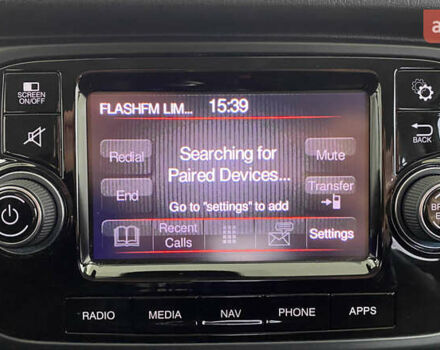 SCREEN
ON/OFF
FLASHFM LIM... 15:39
BACK
Redial
Searching for
Paired Devices...
Mute
End
Go to "settings" to add
Transfer
Recent
Calls
Settings
RADIO MEDIA NAV PHONE APPS